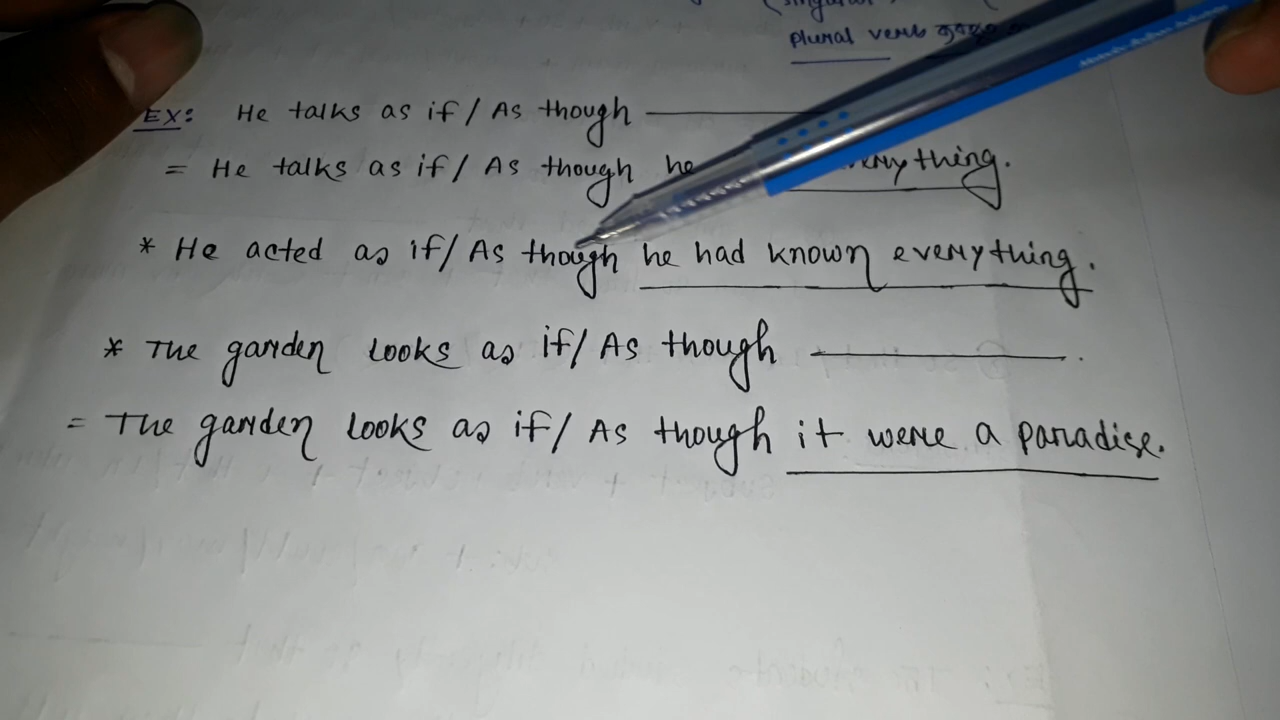 (singular
plural verb
Ex: He talks as if/ As though
= He talks as if/ As though he everything.
* He acted as if/ As though he had known everything.
* The garden looks as if/ As though .
= The garden looks as if/ As though it were a paradise.